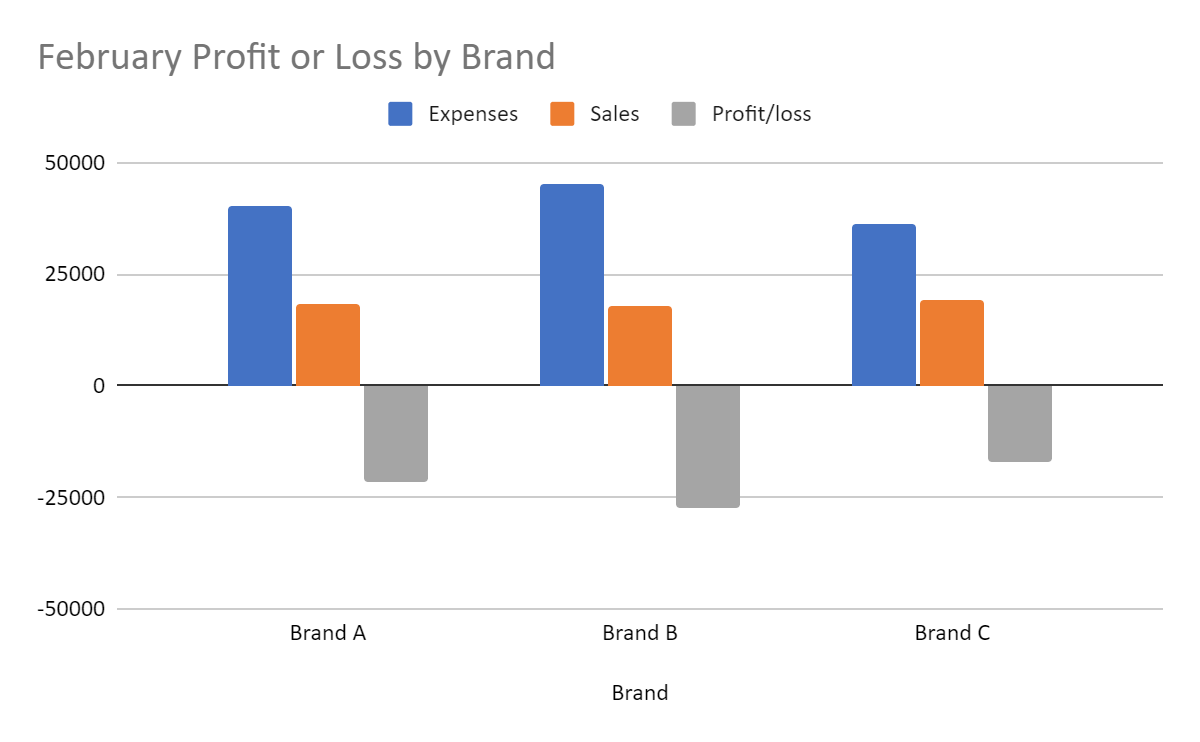 February Profit or Loss by Brand
Expenses Sales Profit/loss
50000
25000
0
-25000
-50000
Brand A Brand B Brand C
Brand